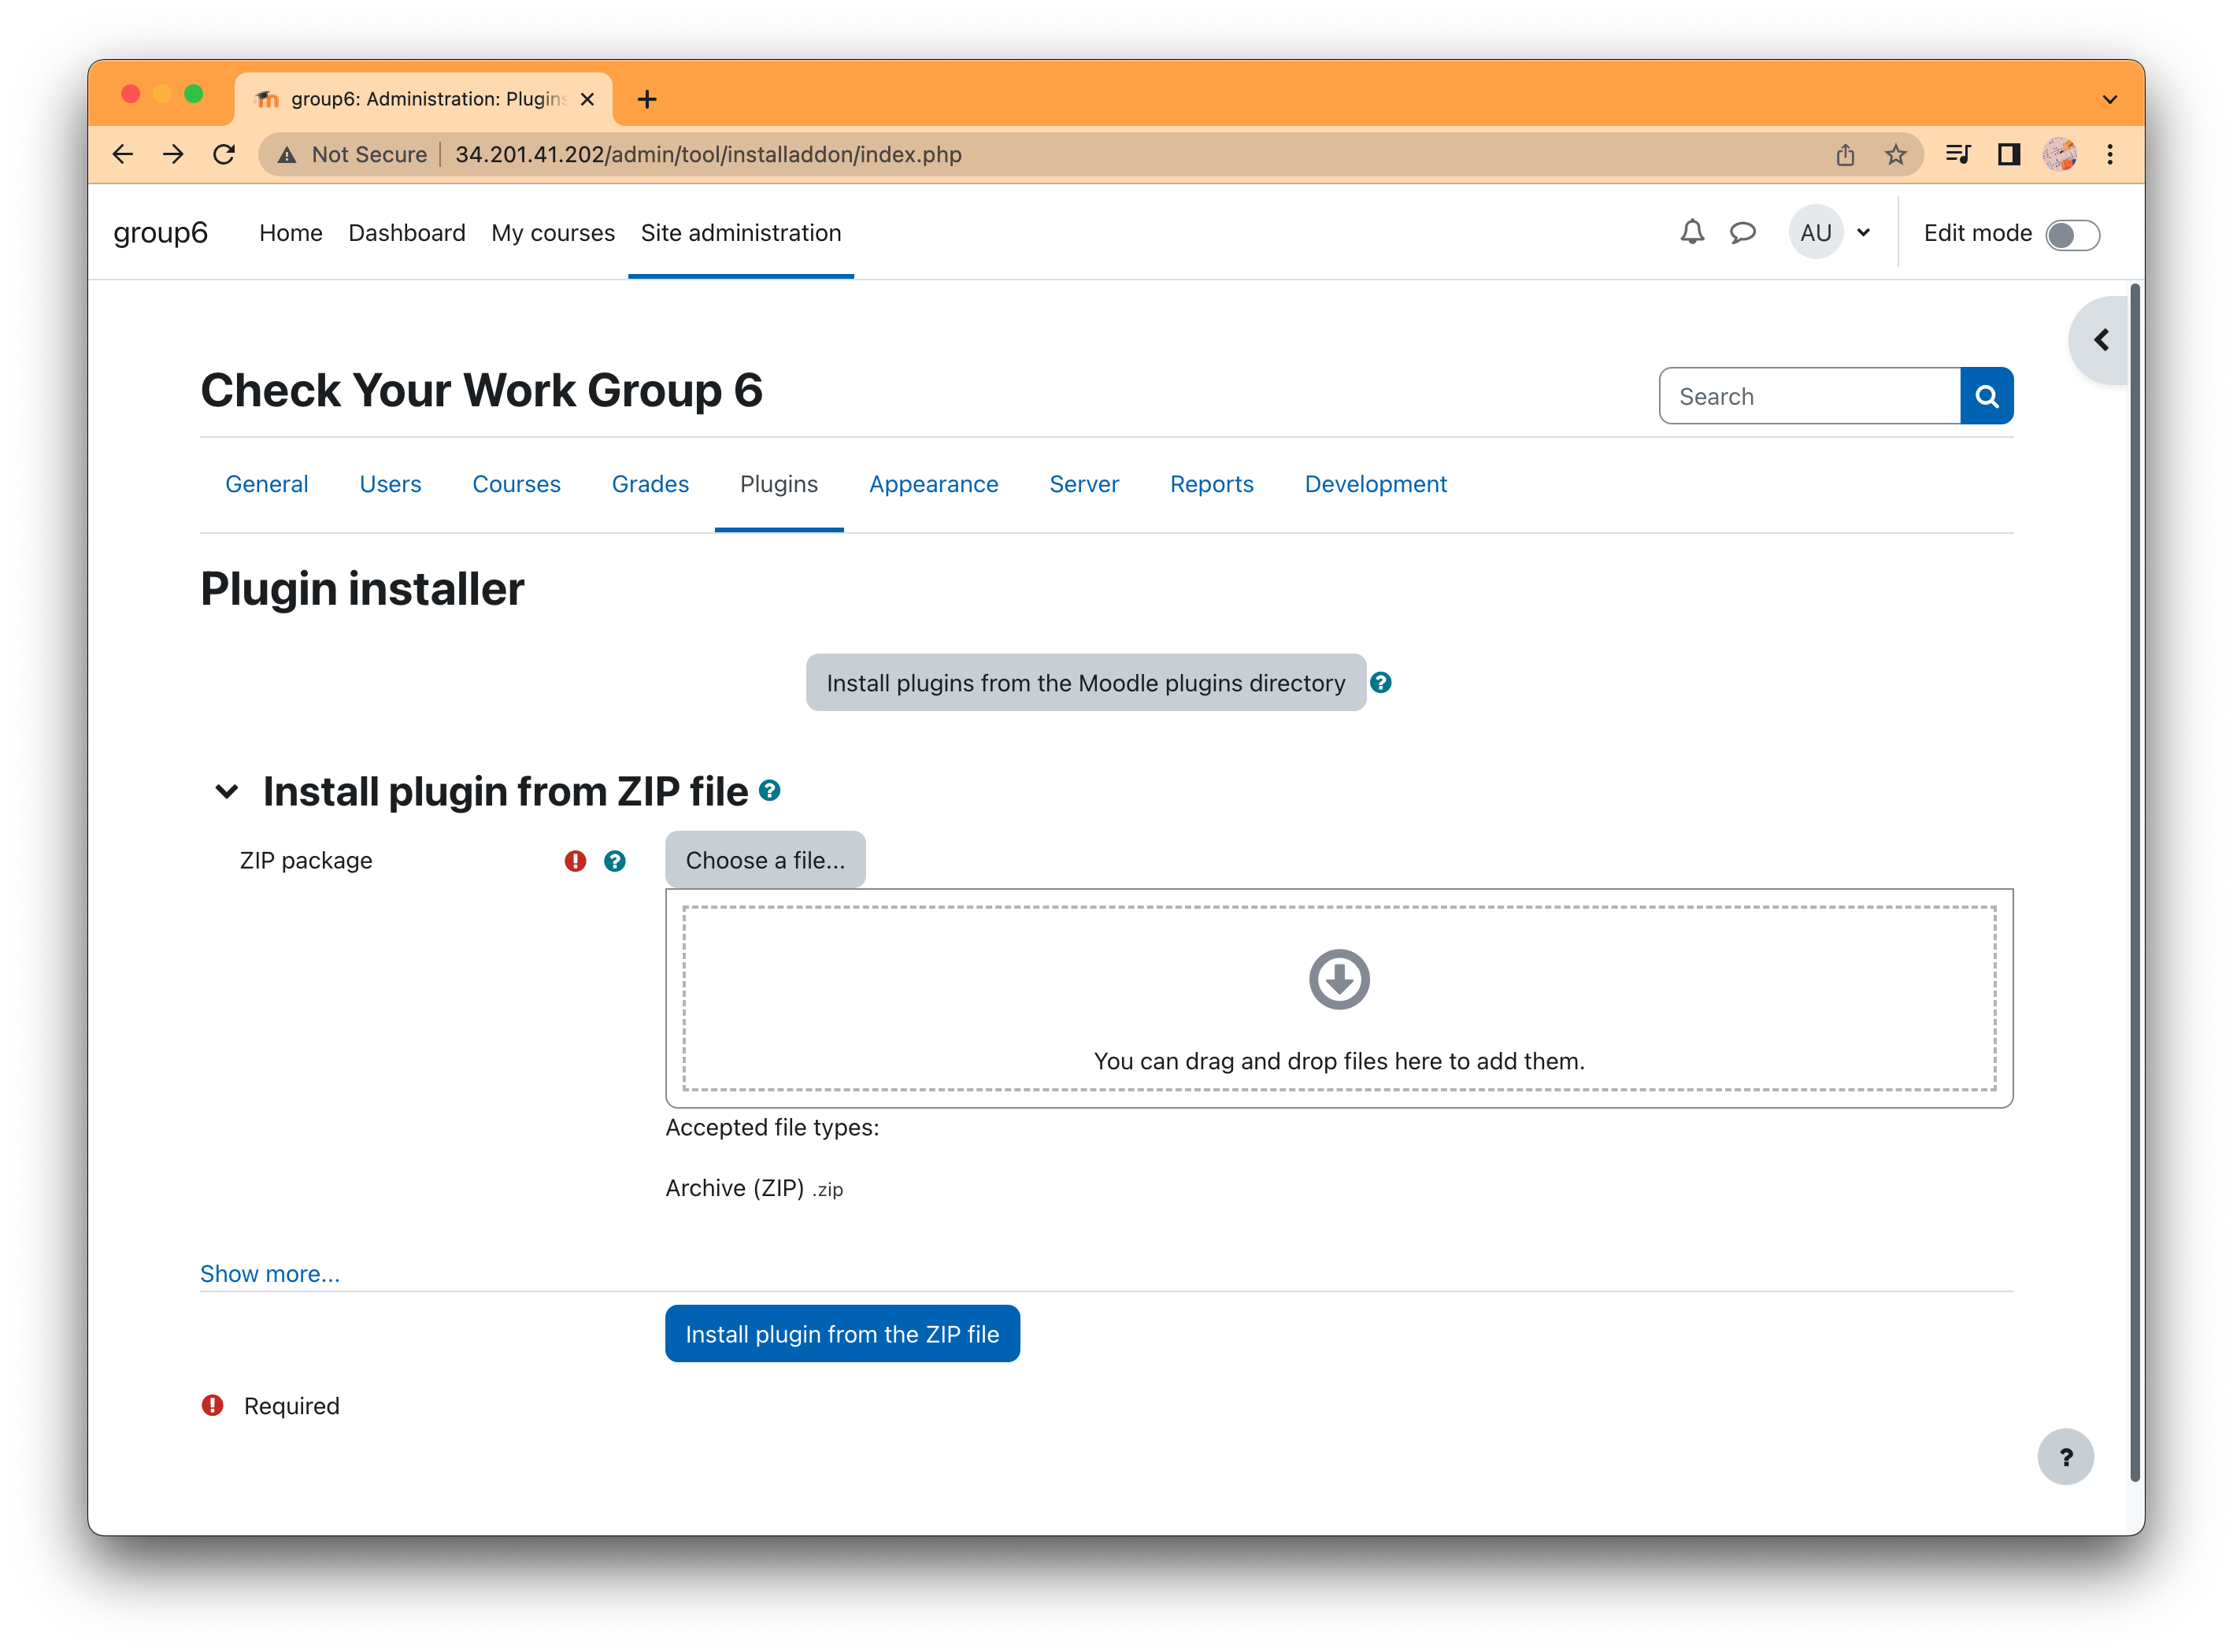 group6: Administration: Plugins
Not Secure 34.201.41.202/admin/tool/installaddon/index.php
group6 Home Dashboard My courses Site administration AU Edit mode
Check Your Work Group 6 Search
General Users Courses Grades Plugins Appearance Server Reports Development
Plugin installer
Install plugins from the Moodle plugins directory ?
Install plugin from ZIP file ?
ZIP package ! ? Choose a file...
You can drag and drop files here to add them.
Accepted file types:
Archive (ZIP) .zip
Show more...
Install plugin from the ZIP file
! Required
?